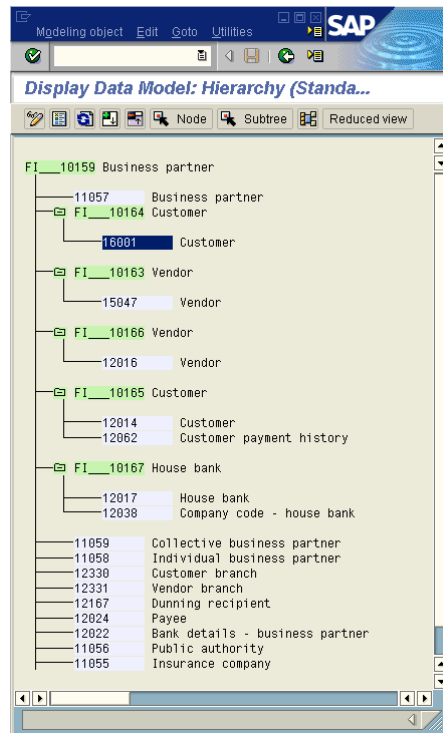 Modeling object Edit Goto Utilities
SAP
Display Data Model: Hierarchy (Standa...
Node Subtree Reduced view
FI___10159 Business partner
11057 Business partner
FI___10164 Customer
16001 Customer
FI___10163 Vendor
15047 Vendor
FI___10166 Vendor
12016 Vendor
FI___10165 Customer
12014 Customer
12062 Customer payment history
FI___10167 House bank
12017 House bank
12038 Company code - house bank
11059 Collective business partner
11058 Individual business partner
12330 Customer branch
12331 Vendor branch
12167 Dunning recipient
12024 Payee
12022 Bank details - business partner
11056 Public authority
11055 Insurance company